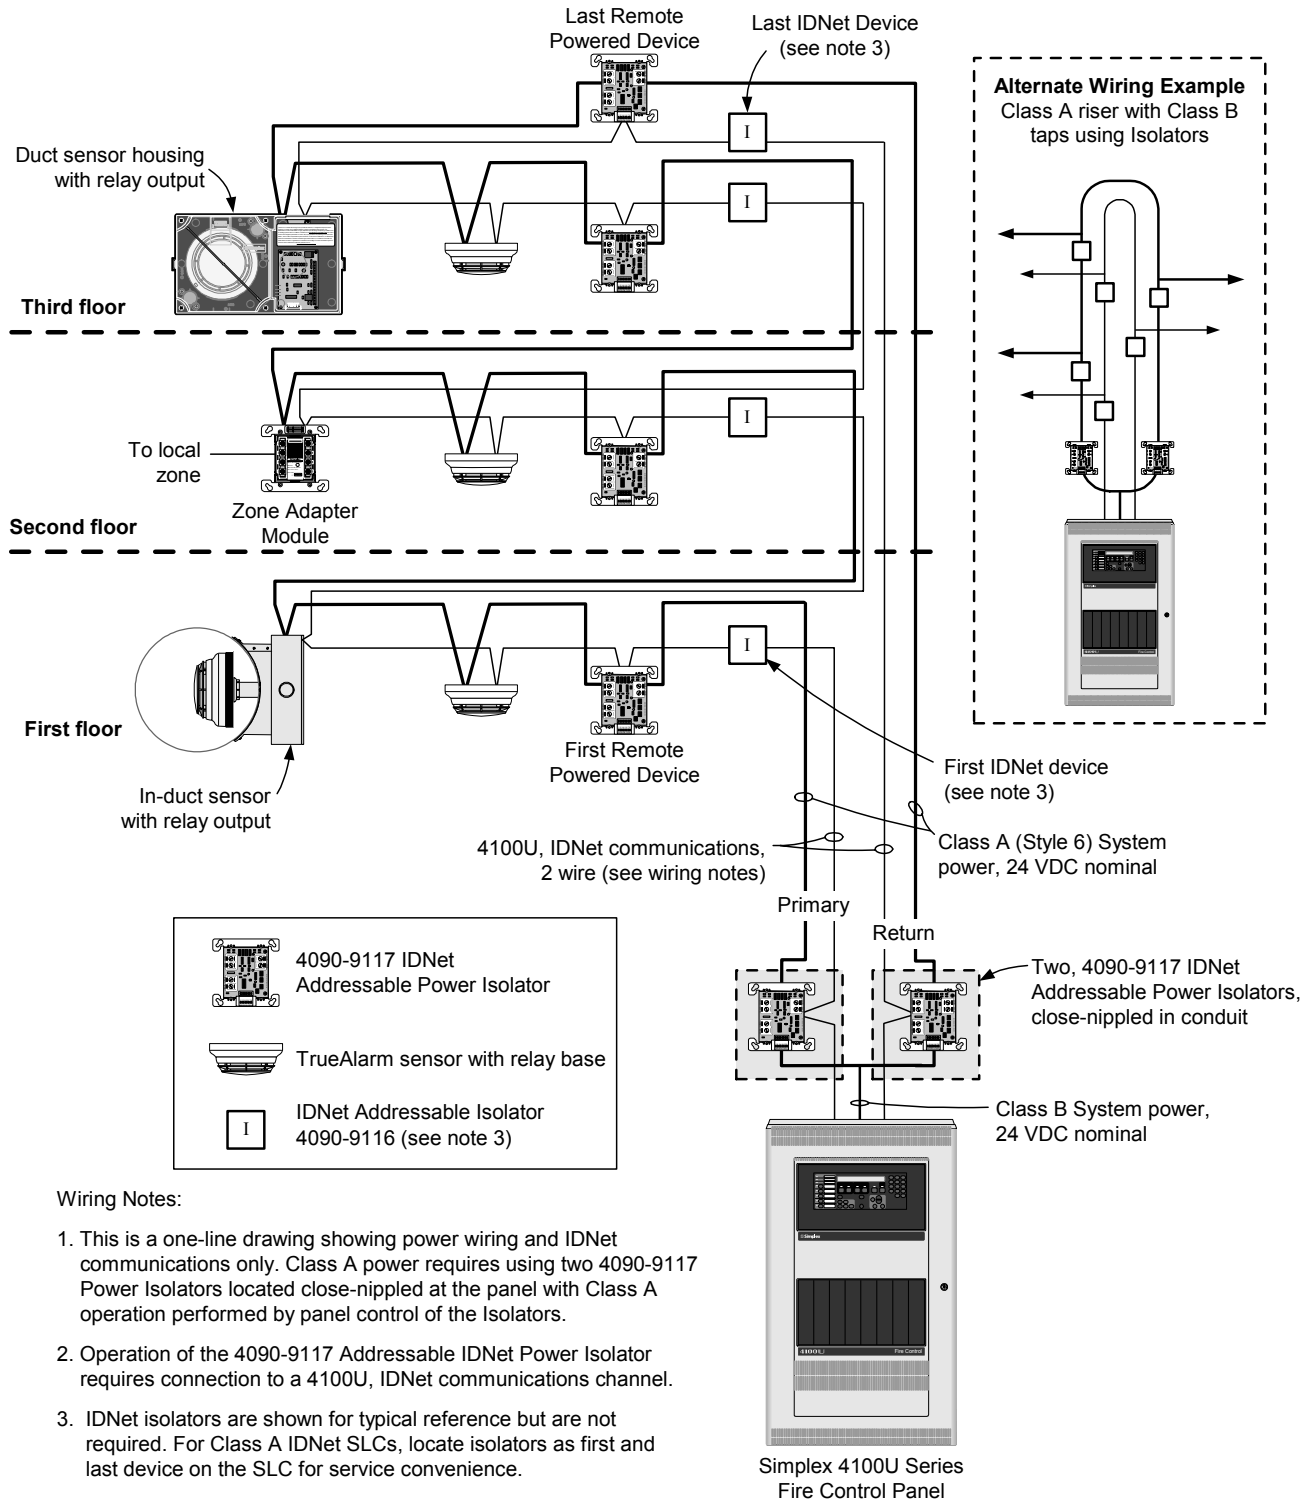 Last Remote
Powered Device
Last IDNet Device
(see note 3)
I
Alternate Wiring Example
Class A riser with Class B
taps using Isolators
Duct sensor housing
with relay output
I
Third floor
I
To local
zone
Zone Adapter
Module
Second floor
I
First floor
First Remote
Powered Device
First IDNet device
(see note 3)
In-duct sensor
with relay output
4100U, IDNet communications,
2 wire (see wiring notes)
Class A (Style 6) System
power, 24 VDC nominal
Primary
Return
4090-9117 IDNet
Addressable Power Isolator
TrueAlarm sensor with relay base
I
IDNet Addressable Isolator
4090-9116 (see note 3)
Two, 4090-9117 IDNet
Addressable Power Isolators,
close-nippled in conduit
Class B System power,
24 VDC nominal
Wiring Notes:
1. This is a one-line drawing showing power wiring and IDNet
communications only. Class A power requires using two 4090-9117
Power Isolators located close-nippled at the panel with Class A
operation performed by panel control of the Isolators.
2. Operation of the 4090-9117 Addressable IDNet Power Isolator
requires connection to a 4100U, IDNet communications channel.
3. IDNet isolators are shown for typical reference but are not
required. For Class A IDNet SLCs, locate isolators as first and
last device on the SLC for service convenience.
Simplex
4100U
Fire Control
Simplex 4100U Series
Fire Control Panel